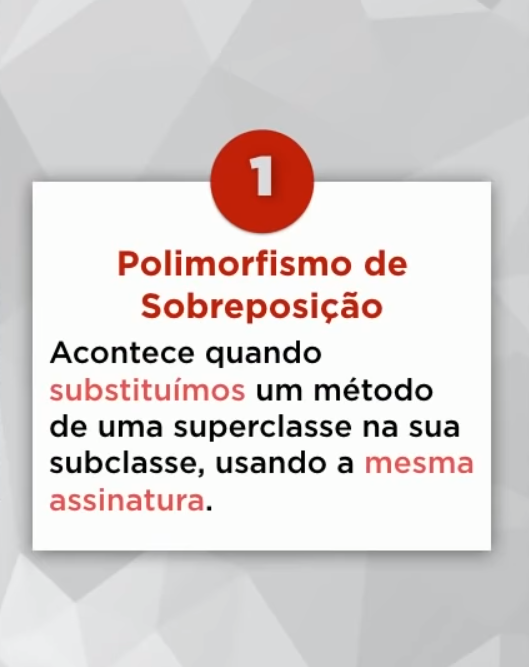 1
Polimorfismo de
Sobreposição
Acontece quando
substituímos um método
de uma superclasse na sua
subclasse, usando a mesma
assinatura.